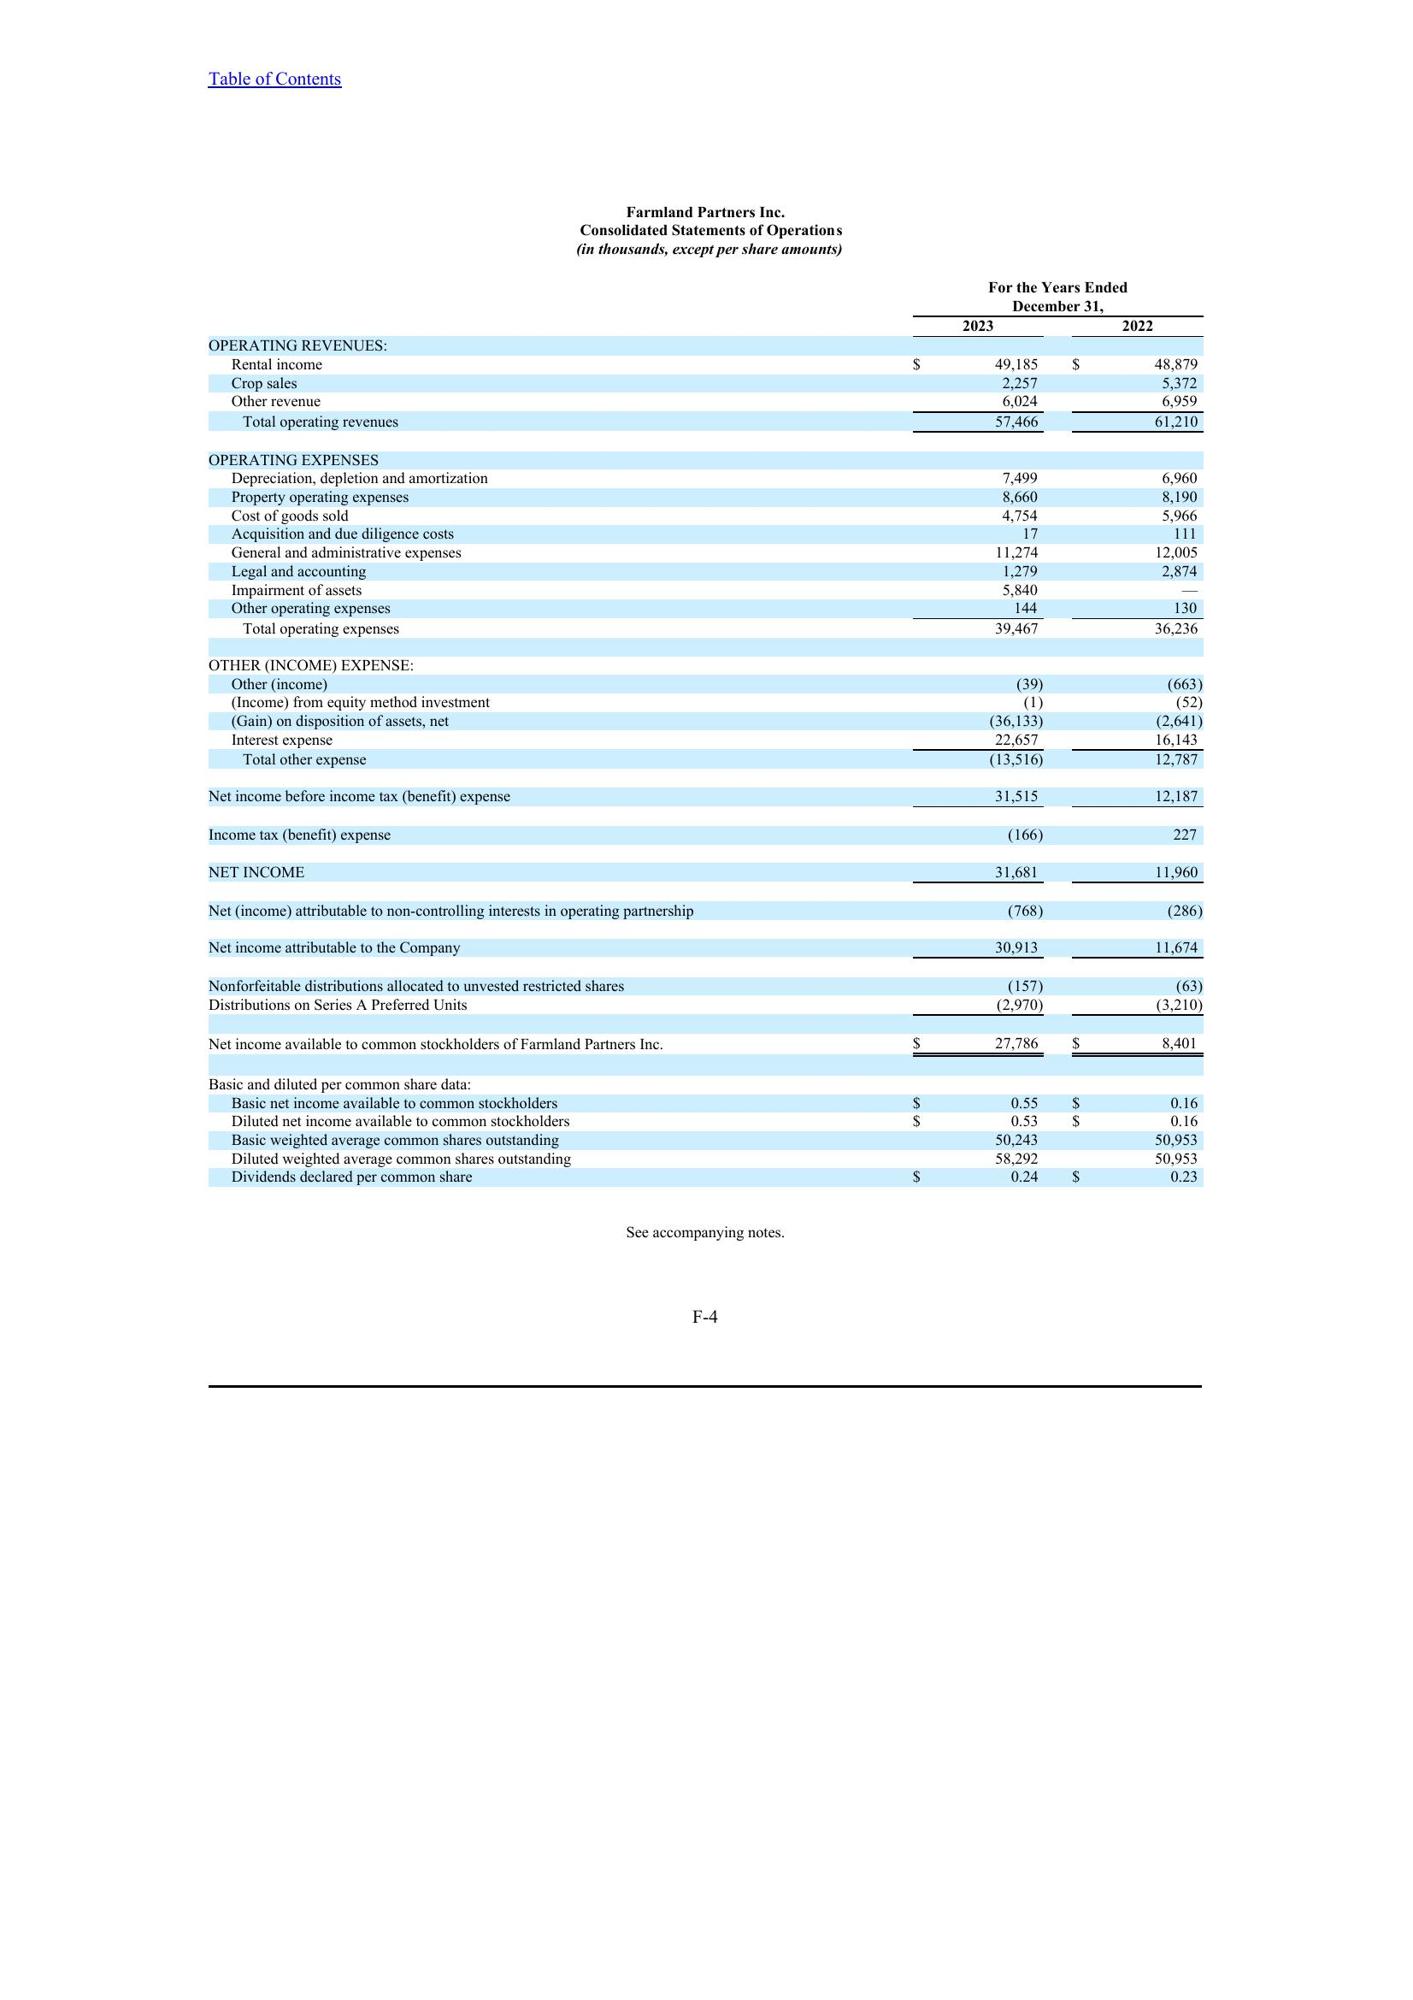 Table of Contents
Farmland Partners Inc.
Consolidated Statements of Operations
(in thousands, except per share amounts)
For the Years Ended
December 31,
2023 2022
OPERATING REVENUES:
Rental income $ 49,185 $ 48,879
Crop sales 2,257 5,372
Other revenue 6,024 6,959
Total operating revenues 57,466 61,210
OPERATING EXPENSES
Depreciation, depletion and amortization 7,499 6,960
Property operating expenses 8,660 8,190
Cost of goods sold 4,754 5,966
Acquisition and due diligence costs 17 111
General and administrative expenses 11,274 12,005
Legal and accounting 1,279 2,874
Impairment of assets 5,840 —
Other operating expenses 144 130
Total operating expenses 39,467 36,236
OTHER (INCOME) EXPENSE:
Other (income) (39) (663)
(Income) from equity method investment (1) (52)
(Gain) on disposition of assets, net (36,133) (2,641)
Interest expense 22,657 16,143
Total other expense (13,516) 12,787
Net income before income tax (benefit) expense 31,515 12,187
Income tax (benefit) expense (166) 227
NET INCOME 31,681 11,960
Net (income) attributable to non-controlling interests in operating partnership (768) (286)
Net income attributable to the Company 30,913 11,674
Nonforfeitable distributions allocated to unvested restricted shares (157) (63)
Distributions on Series A Preferred Units (2,970) (3,210)
Net income available to common stockholders of Farmland Partners Inc. $ 27,786 $ 8,401
Basic and diluted per common share data:
Basic net income available to common stockholders $ 0.55 $ 0.16
Diluted net income available to common stockholders $ 0.53 $ 0.16
Basic weighted average common shares outstanding 50,243 50,953
Diluted weighted average common shares outstanding 58,292 50,953
Dividends declared per common share $ 0.24 $ 0.23
See accompanying notes.
F-4